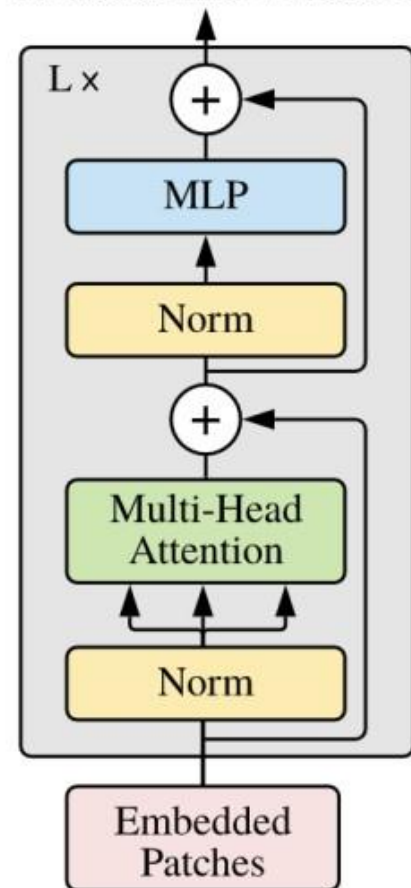 L ×
+
MLP
Norm
+
Multi-Head
Attention
Norm
Embedded
Patches